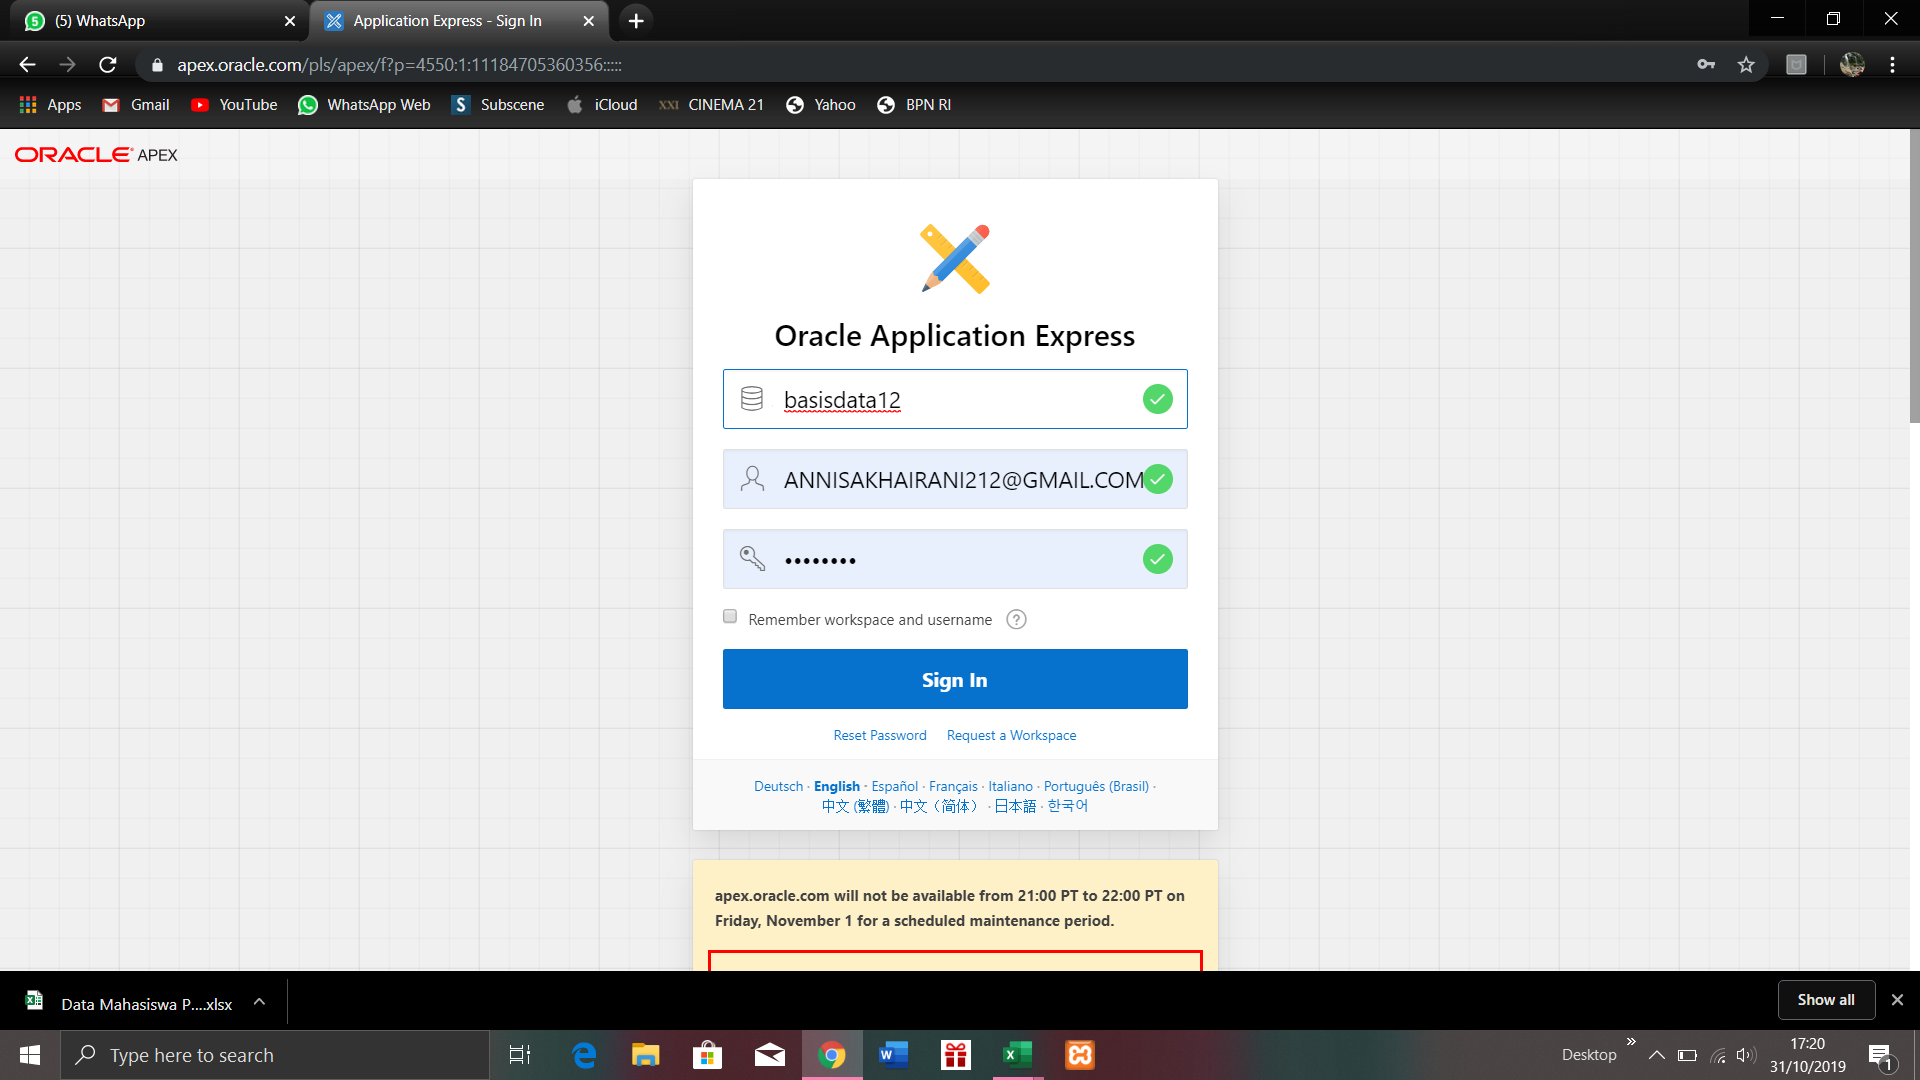 (5) WhatsApp
Application Express - Sign In
apex.oracle.com/pls/apex/f?p=4550:1:11184705360356:::::
Apps
Gmail
YouTube
WhatsApp Web
Subscene
iCloud
CINEMA 21
Yahoo
BPN RI
ORACLE APEX
Oracle Application Express
basisdata12
ANNISAKHAIRANI212@GMAIL.COM
••••••••
Remember workspace and username ?
Sign In
Reset Password
Request a Workspace
Deutsch · English · Español · Français · Italiano · Português (Brasil) ·
中文 (繁體) · 中文（简体） · 日本語 · 한국어
apex.oracle.com will not be available from 21:00 PT to 22:00 PT on
Friday, November 1 for a scheduled maintenance period.
Data Mahasiswa P....xlsx
Show all
Type here to search
Desktop
17:20
31/10/2019
1